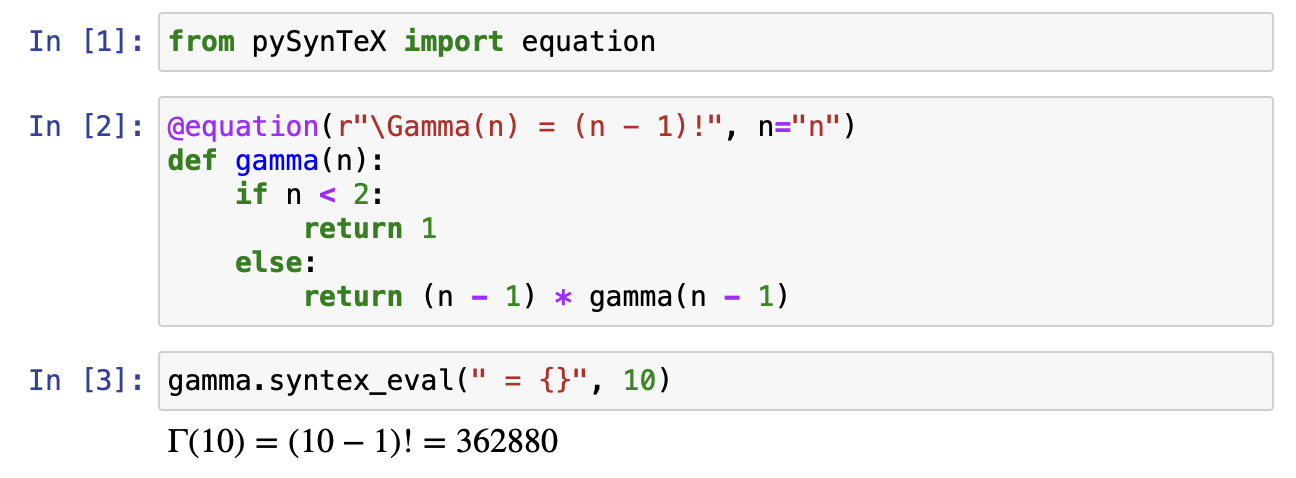 In [1]: from pySynTeX import equation
In [2]: @equation(r"\Gamma(n) = (n - 1)!", n="n")
def gamma(n):
    if n < 2:
        return 1
    else:
        return (n - 1) * gamma(n - 1)
In [3]: gamma.syntex_eval(" = {}", 10)
Γ(10) = (10 − 1)! = 362880